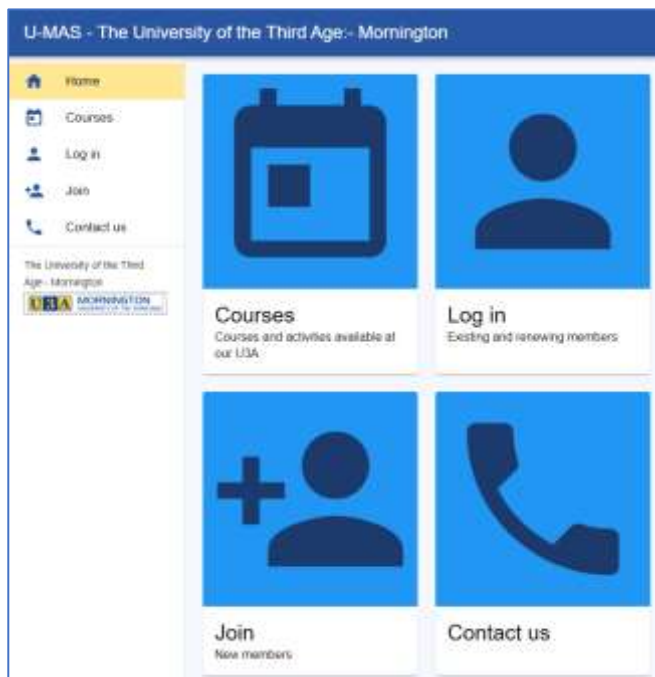 U-MAS - The University of the Third Age:- Mornington
Home
Courses
Log in
Join
Contact us
The University of the Third
Age:- Mornington
U3A MORNINGTON
Courses
Courses and activities available at
our U3A
Log in
Existing and renewing members
Join
New members
Contact us